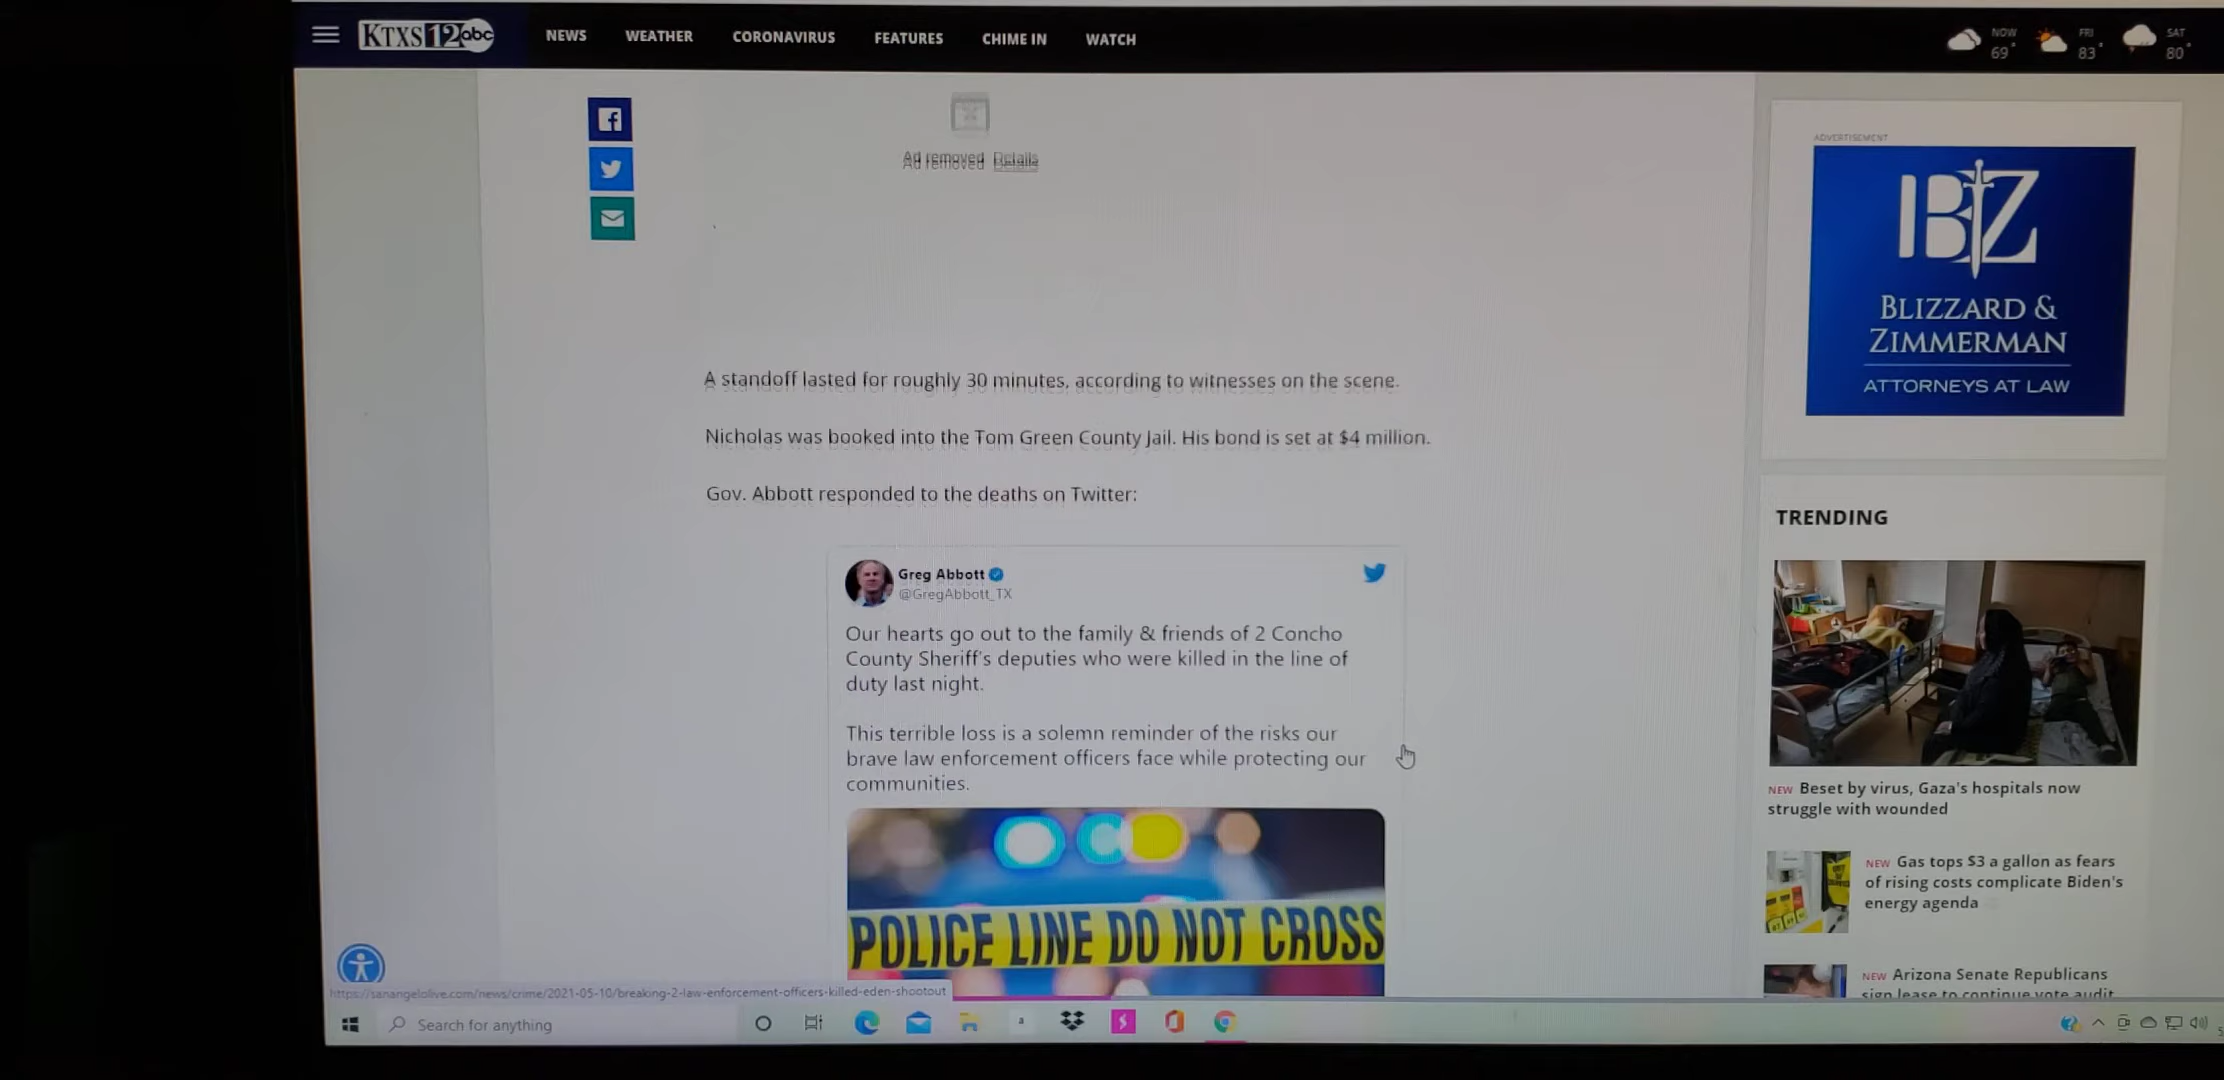 KTXS 12 abc
NEWS WEATHER CORONAVIRUS FEATURES CHIME IN WATCH
NOW 69° FRI 83° SAT 80°
Ad removed Details
A standoff lasted for roughly 30 minutes, according to witnesses on the scene.
Nicholas was booked into the Tom Green County Jail. His bond is set at $4 million.
Gov. Abbott responded to the deaths on Twitter:
Greg Abbott
@GregAbbott_TX
Our hearts go out to the family & friends of 2 Concho
County Sheriff's deputies who were killed in the line of
duty last night.
This terrible loss is a solemn reminder of the risks our
brave law enforcement officers face while protecting our
communities.
POLICE LINE DO NOT CROSS
ADVERTISEMENT
BZ
BLIZZARD &
ZIMMERMAN
ATTORNEYS AT LAW
TRENDING
NEW Beset by virus, Gaza's hospitals now
struggle with wounded
NEW Gas tops $3 a gallon as fears
of rising costs complicate Biden's
energy agenda
NEW Arizona Senate Republicans
sign lease to continue vote audit
https://sanangelolive.com/news/crime/2021-05-10/breaking-2-law-enforcement-officers-killed-eden-shootout
Search for anything